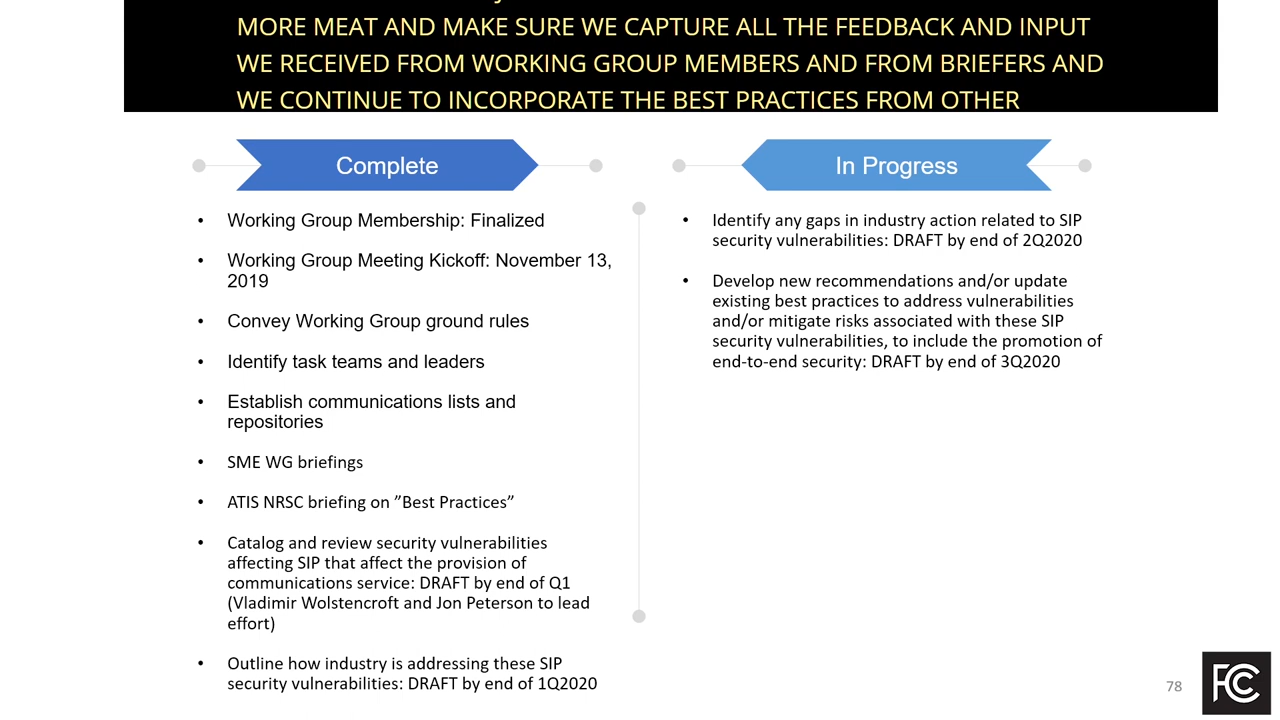 MORE MEAT AND MAKE SURE WE CAPTURE ALL THE FEEDBACK AND INPUT
WE RECEIVED FROM WORKING GROUP MEMBERS AND FROM BRIEFERS AND
WE CONTINUE TO INCORPORATE THE BEST PRACTICES FROM OTHER
Complete
• Working Group Membership: Finalized
• Working Group Meeting Kickoff: November 13,
2019
• Convey Working Group ground rules
• Identify task teams and leaders
• Establish communications lists and
repositories
• SME WG briefings
• ATIS NRSC briefing on ”Best Practices”
• Catalog and review security vulnerabilities
affecting SIP that affect the provision of
communications service: DRAFT by end of Q1
(Vladimir Wolstencroft and Jon Peterson to lead
effort)
• Outline how industry is addressing these SIP
security vulnerabilities: DRAFT by end of 1Q2020
In Progress
• Identify any gaps in industry action related to SIP
security vulnerabilities: DRAFT by end of 2Q2020
• Develop new recommendations and/or update
existing best practices to address vulnerabilities
and/or mitigate risks associated with these SIP
security vulnerabilities, to include the promotion of
end-to-end security: DRAFT by end of 3Q2020
78
FCC